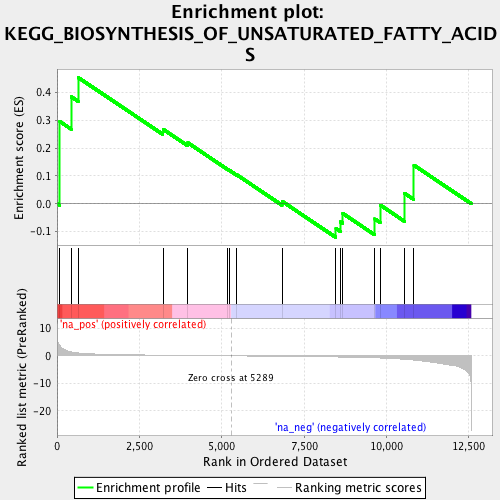 Enrichment plot:
KEGG_BIOSYNTHESIS_OF_UNSATURATED_FATTY_ACID
S
Enrichment score (ES)
0.4
0.3
0.2
0.1
0.0
-0.1
'na_pos' (positively correlated)
Ranked list metric (PreRanked)
10
5
0
-5
-10
-20
Zero cross at 5289
'na_neg' (negatively correlated)
0
2,500
5,000
7,500
10,000
12,500
Rank in Ordered Dataset
Enrichment profile
Hits
Ranking metric scores